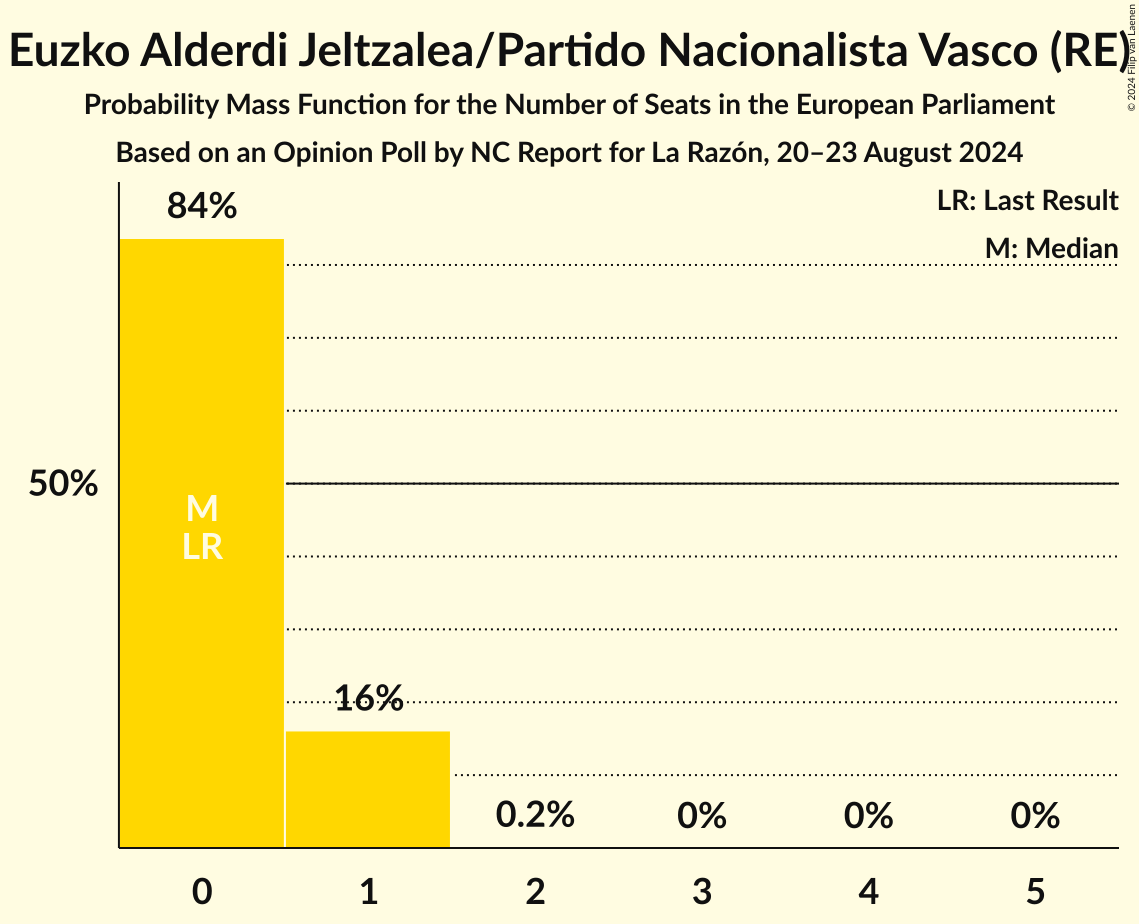 Euzko Alderdi Jeltzalea/Partido Nacionalista Vasco (RE)
© 2024 Filip van Laenen
Probability Mass Function for the Number of Seats in the European Parliament
Based on an Opinion Poll by NC Report for La Razón, 20–23 August 2024
LR: Last Result
M: Median
84%
50%
M
LR
16%
0.2%
0%
0%
0%
0
1
2
3
4
5